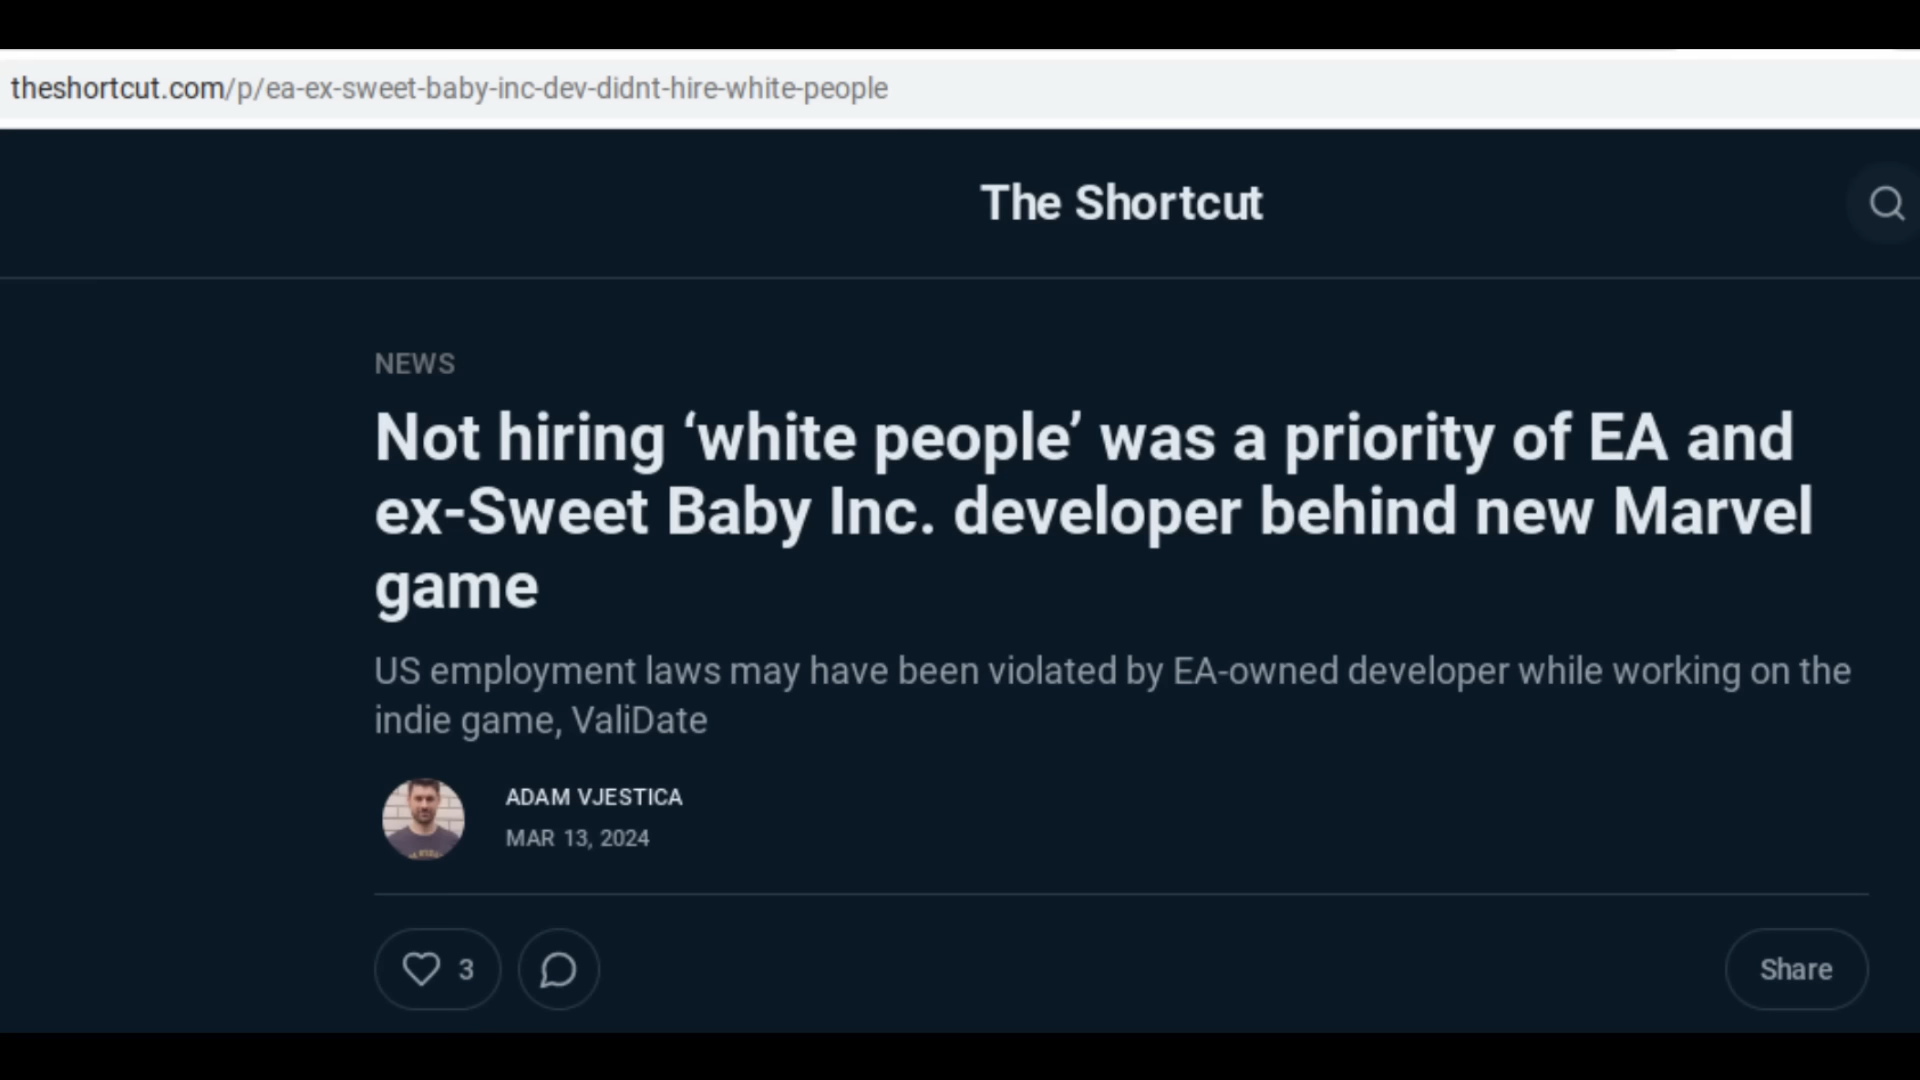 theshortcut.com/p/ea-ex-sweet-baby-inc-dev-didnt-hire-white-people
The Shortcut
NEWS
Not hiring ‘white people’ was a priority of EA and
ex-Sweet Baby Inc. developer behind new Marvel
game
US employment laws may have been violated by EA-owned developer while working on the
indie game, ValiDate
ADAM VJESTICA
MAR 13, 2024
3
Share